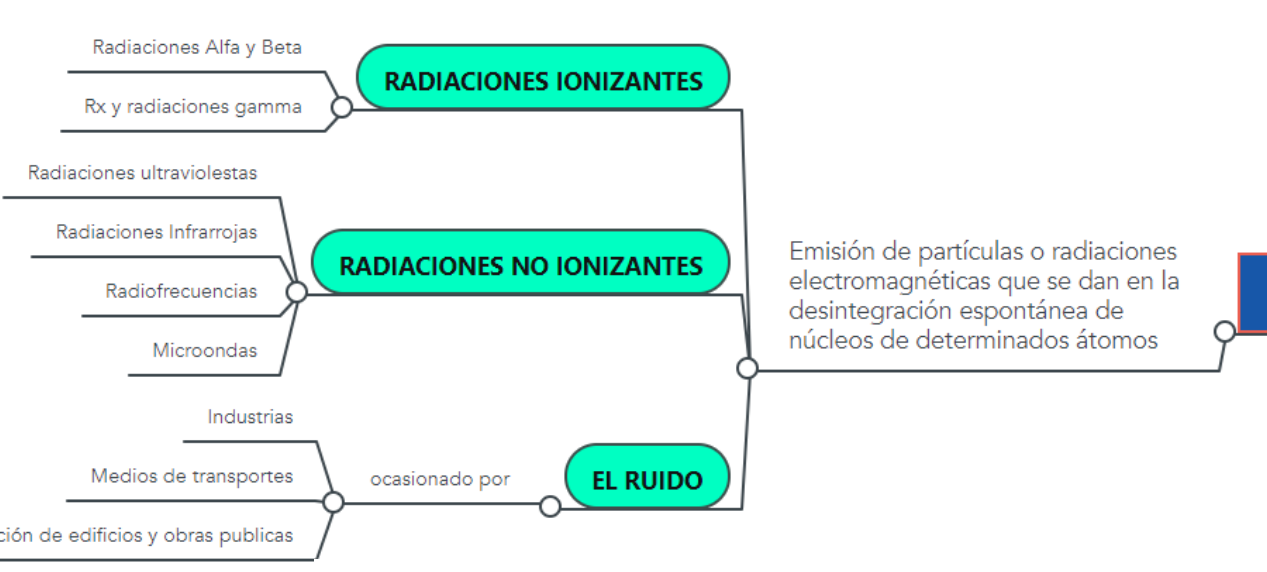 Radiaciones Alfa y Beta
Rx y radiaciones gamma
RADIACIONES IONIZANTES
Radiaciones ultraviolestas
Radiaciones Infrarrojas
Radiofrecuencias
Microondas
RADIACIONES NO IONIZANTES
Emisión de partículas o radiaciones
electromagnéticas que se dan en la
desintegración espontánea de
núcleos de determinados átomos
Industrias
Medios de transportes
ción de edificios y obras publicas
ocasionado por
EL RUIDO